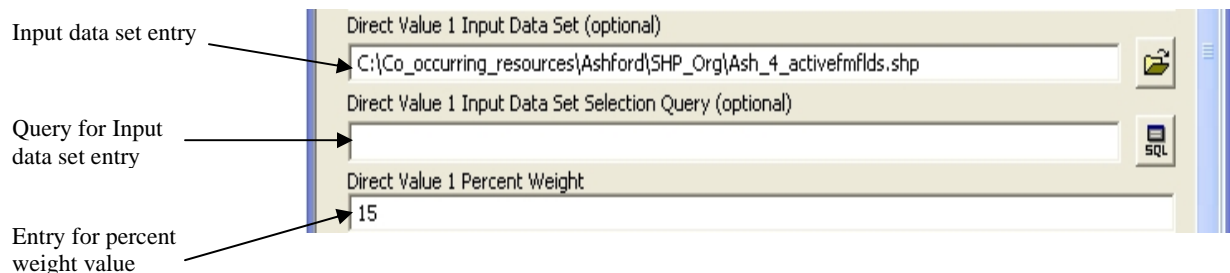 Input data set entry
Direct Value 1 Input Data Set (optional)
C:\Co_occurring_resources\Ashford\SHP_Org\Ash_4_activefmflds.shp
Query for Input
data set entry
Direct Value 1 Input Data Set Selection Query (optional)
SQL
Entry for percent
weight value
Direct Value 1 Percent Weight
15